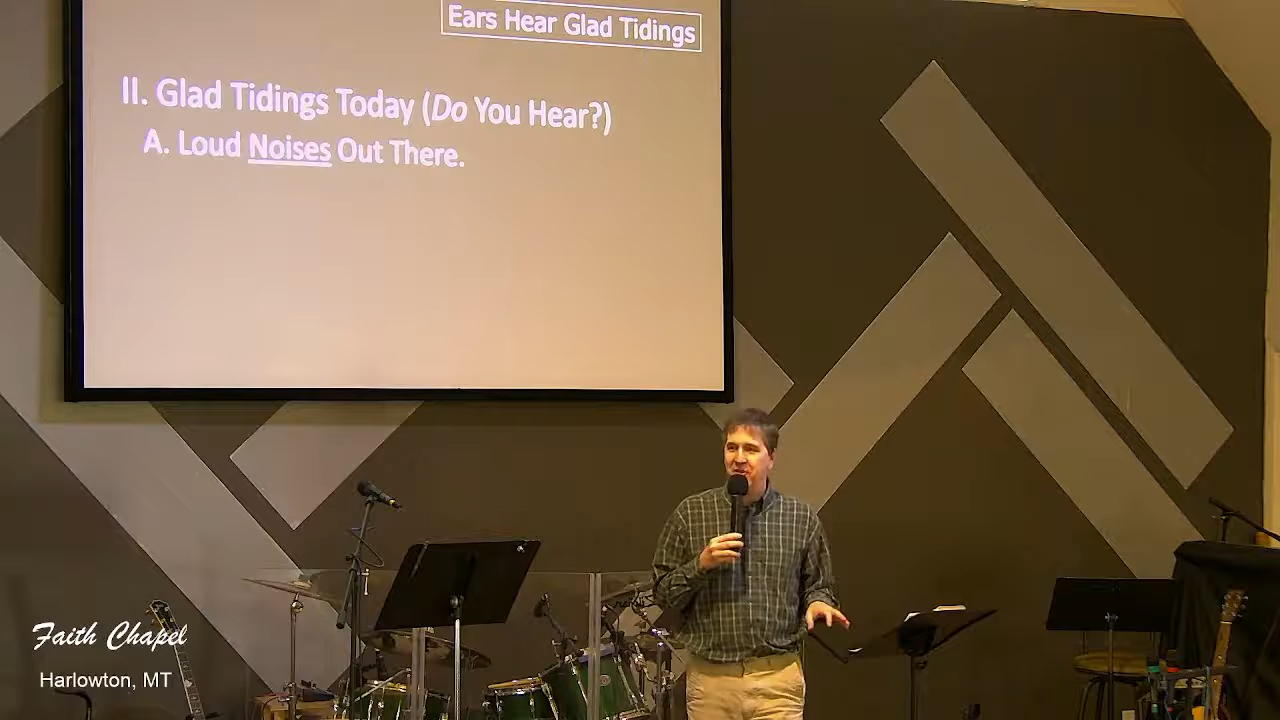 Ears Hear Glad Tidings
II. Glad Tidings Today (Do You Hear?)
A. Loud Noises Out There.
Faith Chapel
Harlowton, MT